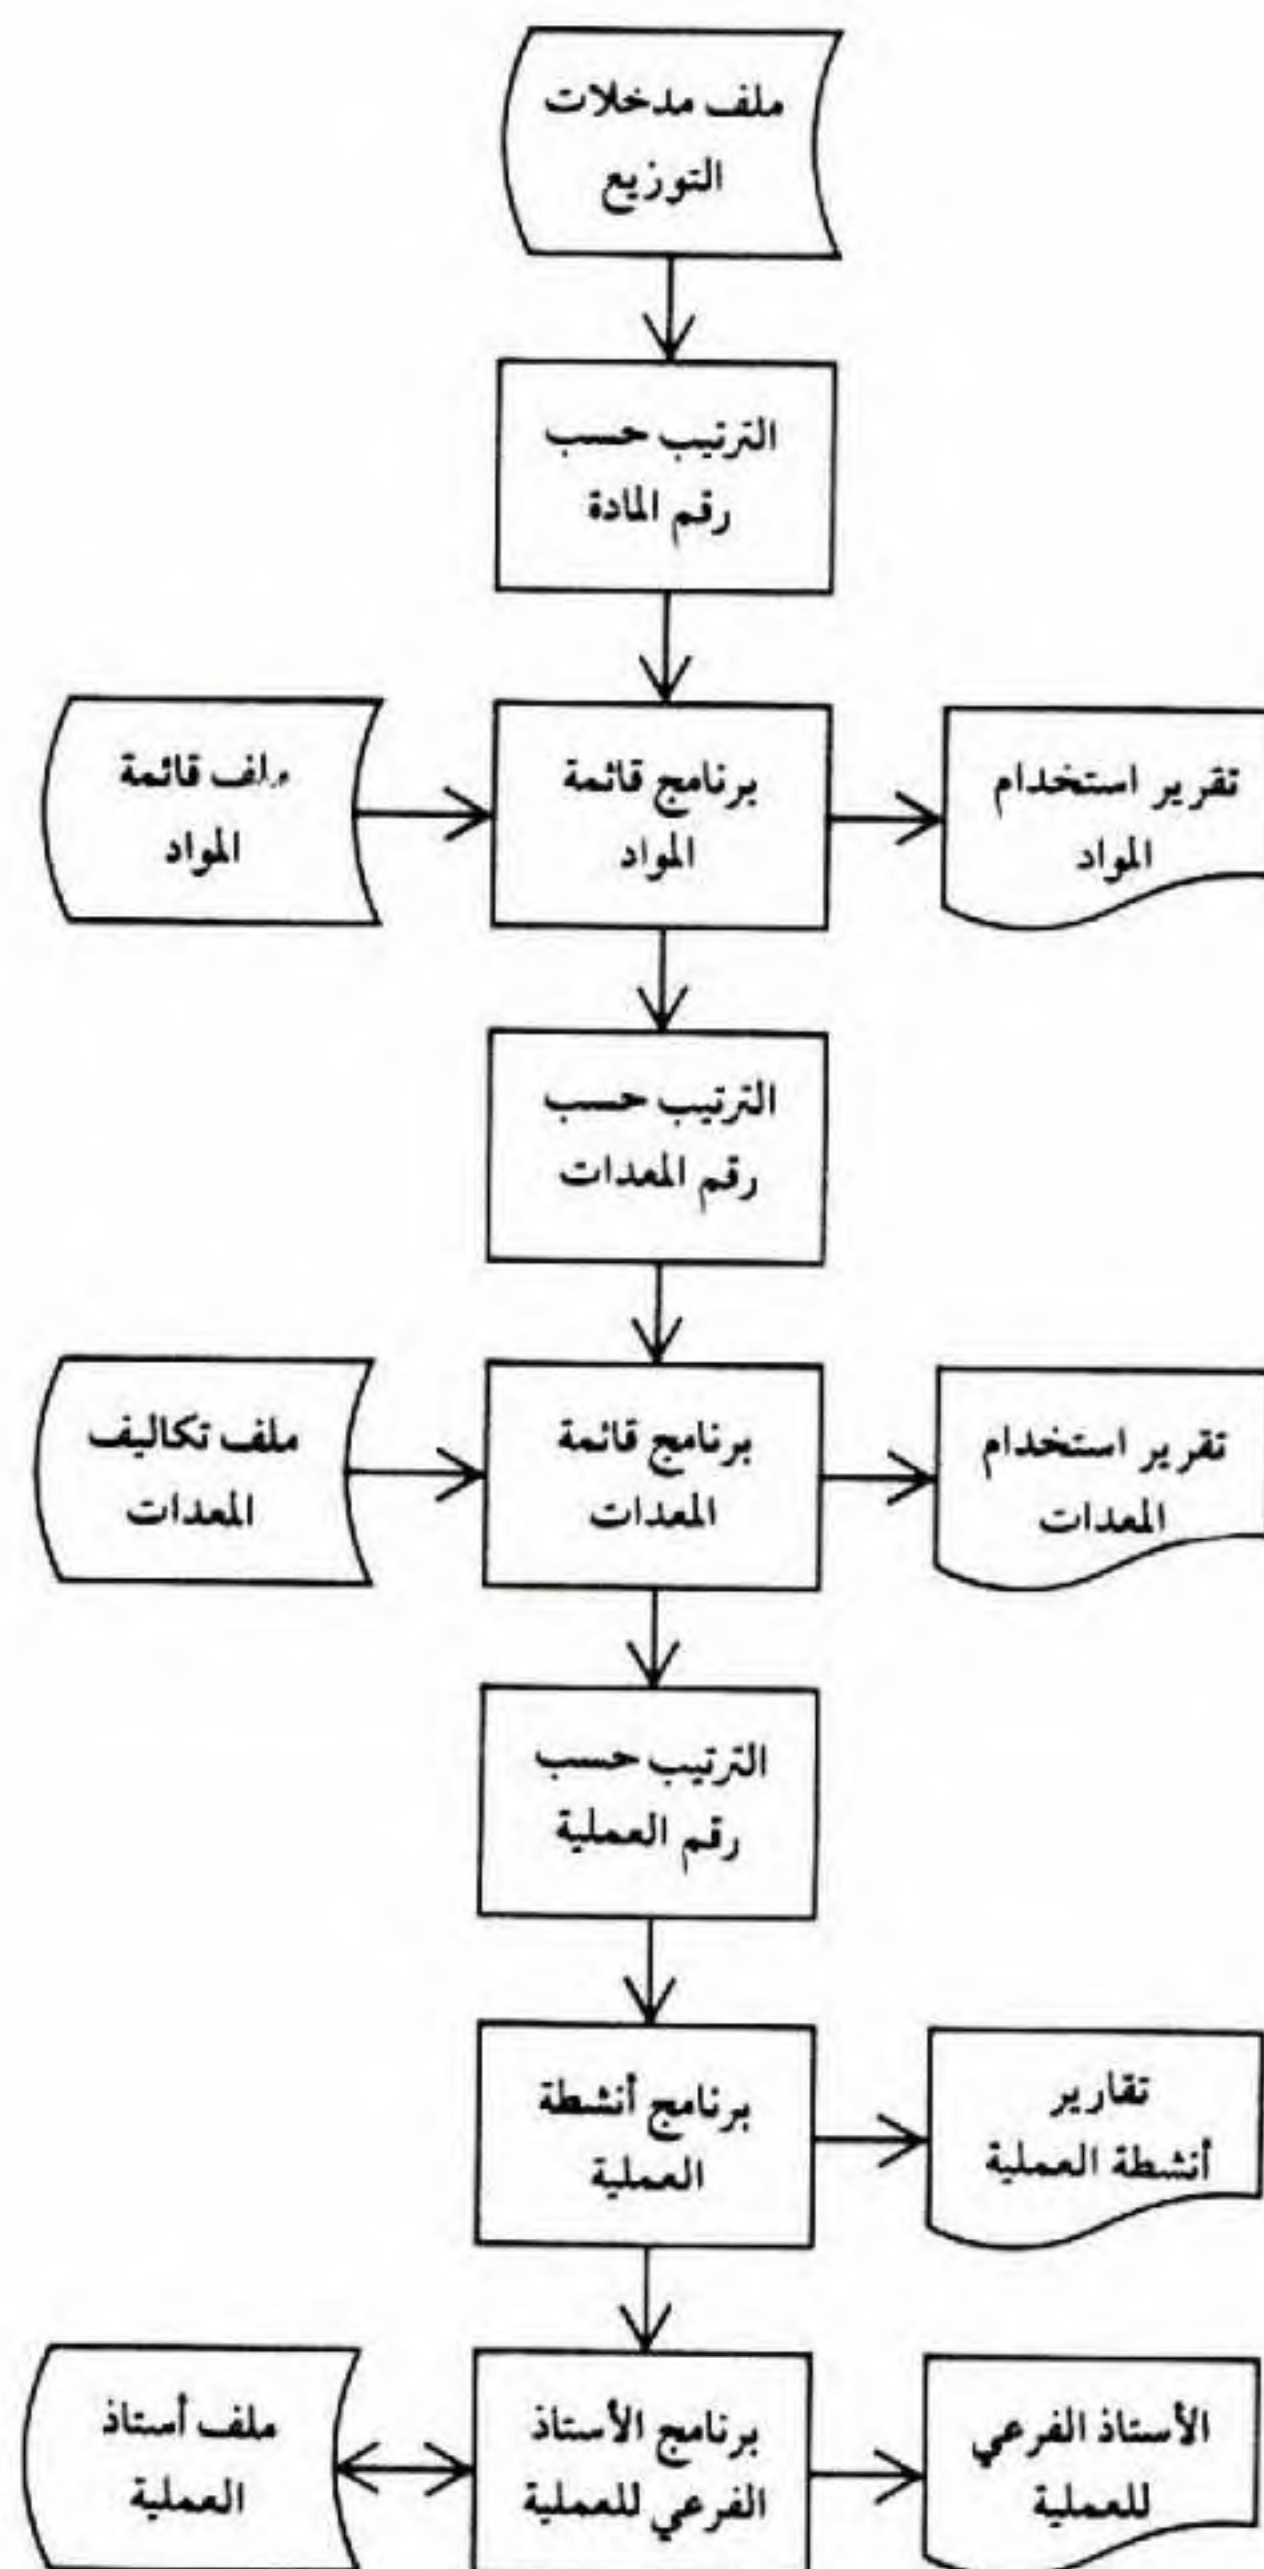 ملف مدخلات
التوزيع
الترتيب حسب
رقم المادة
ملف قائمة
المواد
برنامج قائمة
المواد
تقرير استخدام
المواد
الترتيب حسب
رقم المعدات
ملف تكاليف
المعدات
برنامج قائمة
المعدات
تقرير استخدام
المعدات
الترتيب حسب
رقم العملية
برنامج أنشطة
العملية
تقارير
أنشطة العملية
ملف أستاذ
العملية
برنامج الأستاذ
الفرعي للعملية
الأستاذ الفرعي
للعملية